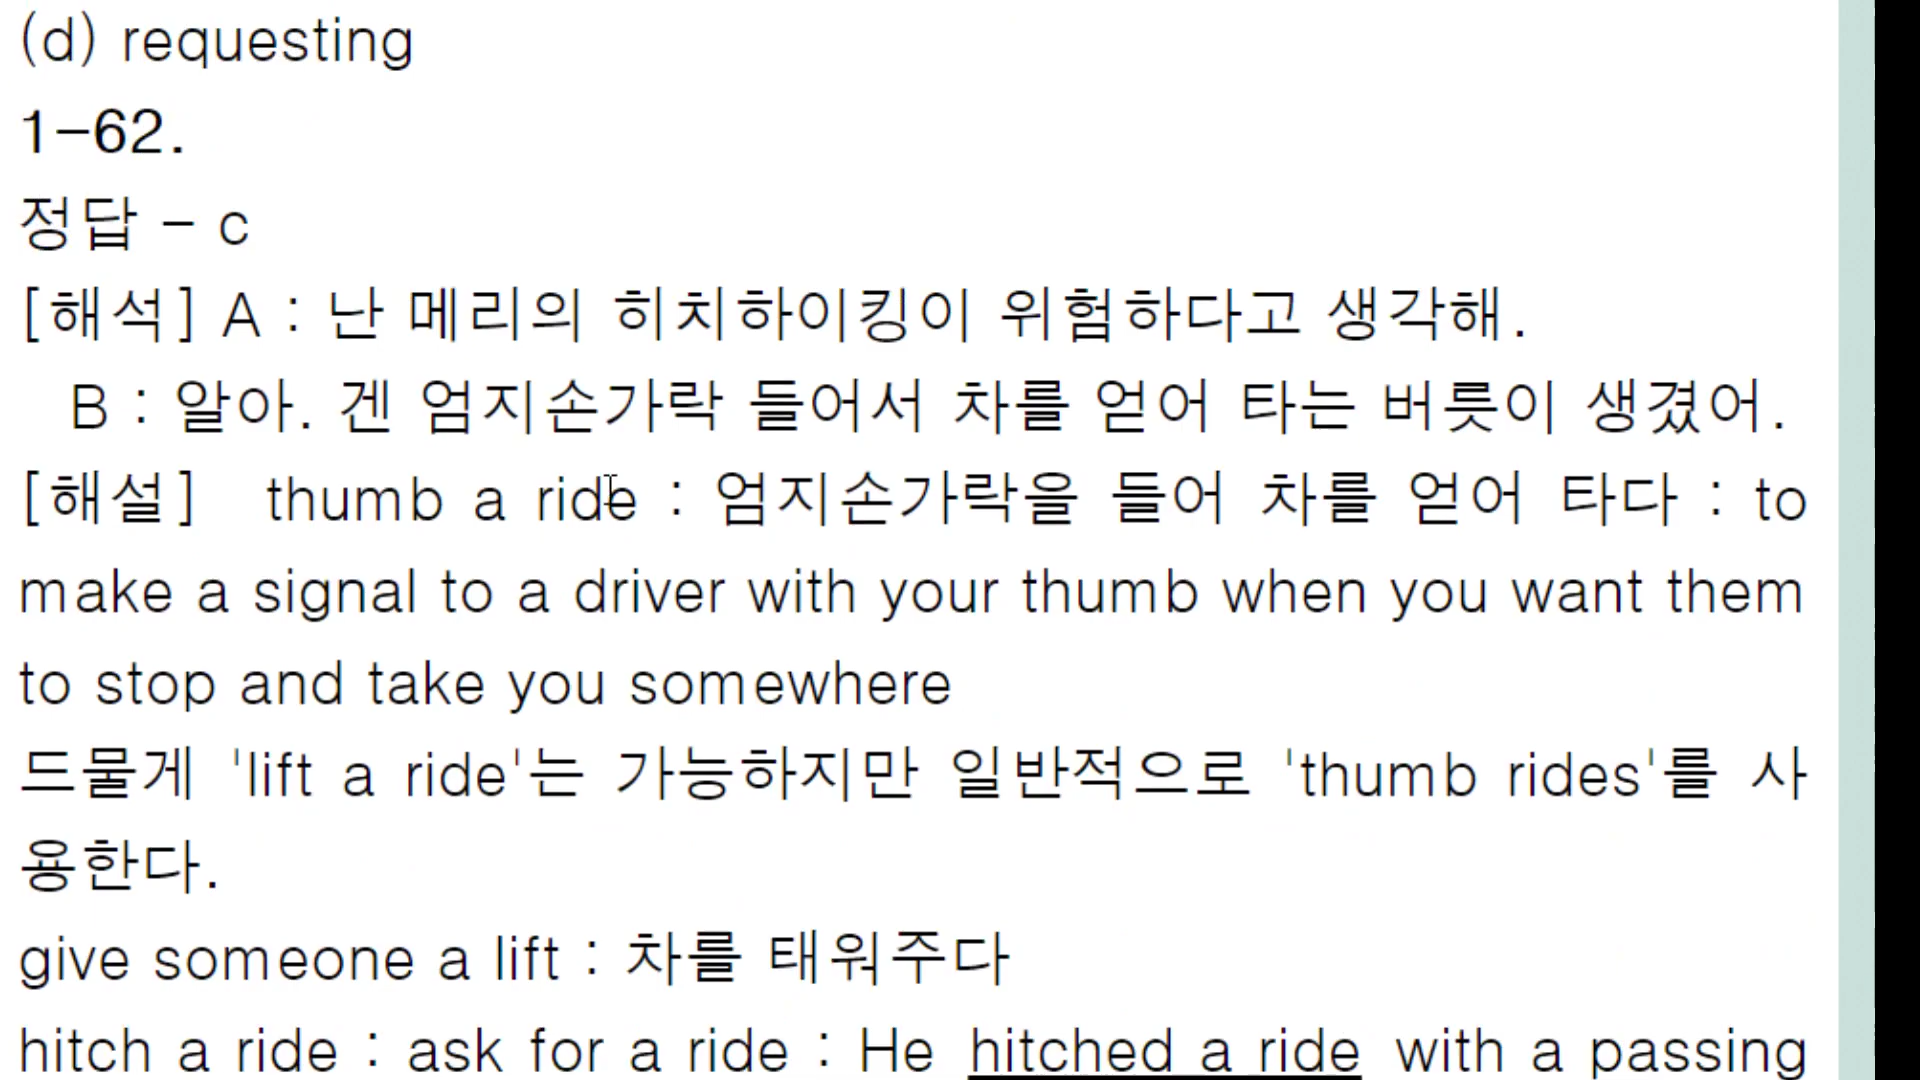 (d) requesting
1-62.
정답 - c
[해석] A : 난 메리의 히치하이킹이 위험하다고 생각해.
B : 알아. 겐 엄지손가락 들어서 차를 얻어 타는 버릇이 생겼어.
[해설] thumb a ride : 엄지손가락을 들어 차를 얻어 타다 : to
make a signal to a driver with your thumb when you want them
to stop and take you somewhere
드물게 'lift a ride'는 가능하지만 일반적으로 'thumb rides'를 사
용한다.
give someone a lift : 차를 태워주다
hitch a ride : ask for a ride : He hitched a ride with a passing